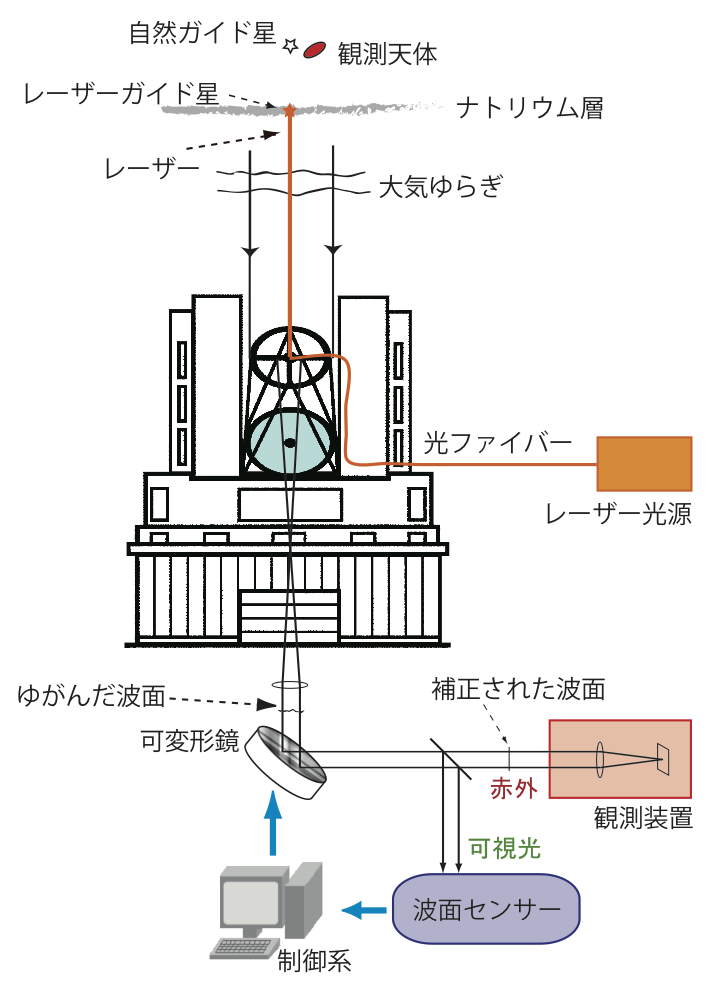 自然ガイド星
観測天体
レーザーガイド星
ナトリウム層
レーザー
大気ゆらぎ
光ファイバー
レーザー光源
ゆがんだ波面
補正された波面
可変形鏡
赤外
観測装置
可視光
波面センサー
制御系